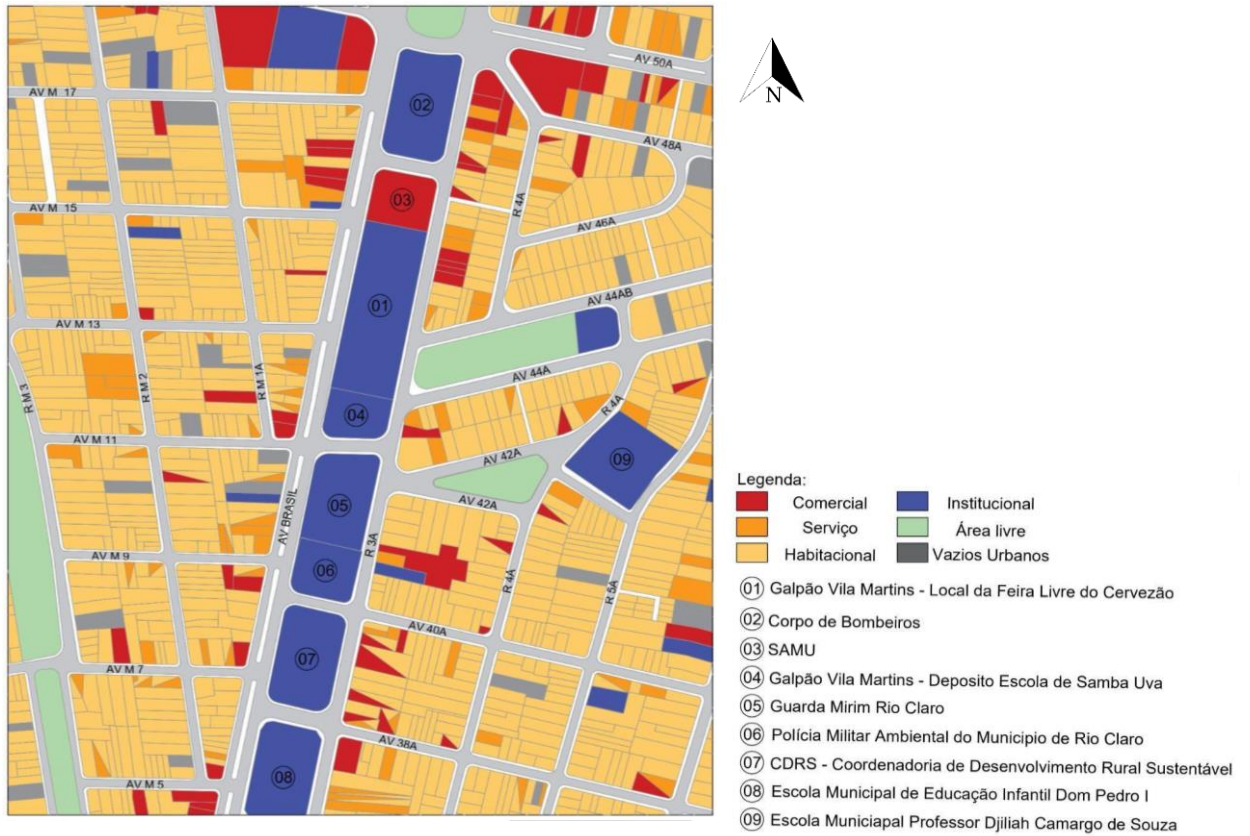 AV 50A
AV M 17
02
AV 48A
03
AV M 15
R 4A
AV 46A
01
AV 44AB
AV M 13
AV 44A
R M 3
R M 2
R M 1A
R 4A
04
AV M 11
AV 42A
09
AV BRASIL
05
AV 42A
R 3A
AV M 9
06
R 4A
R 5A
AV 40A
07
AV M 7
AV 38A
08
AV M 5
N
Legenda:
Comercial Institucional
Serviço Área livre
Habitacional Vazios Urbanos
01 Galpão Vila Martins - Local da Feira Livre do Cervezão
02 Corpo de Bombeiros
03 SAMU
04 Galpão Vila Martins - Deposito Escola de Samba Uva
05 Guarda Mirim Rio Claro
06 Polícia Militar Ambiental do Municipio de Rio Claro
07 CDRS - Coordenadoria de Desenvolvimento Rural Sustentável
08 Escola Municipal de Educação Infantil Dom Pedro I
09 Escola Municiapal Professor Djiliah Camargo de Souza